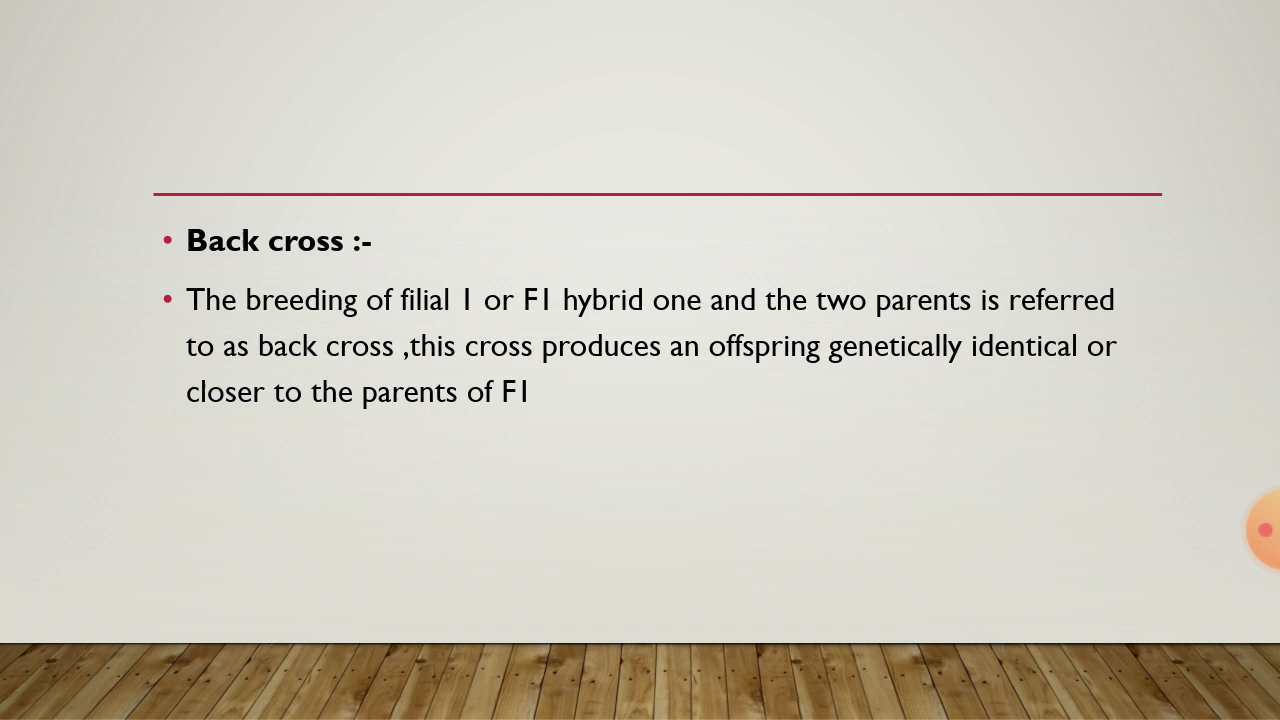 • Back cross :-
• The breeding of filial 1 or F1 hybrid one and the two parents is referred
to as back cross ,this cross produces an offspring genetically identical or
closer to the parents of F1